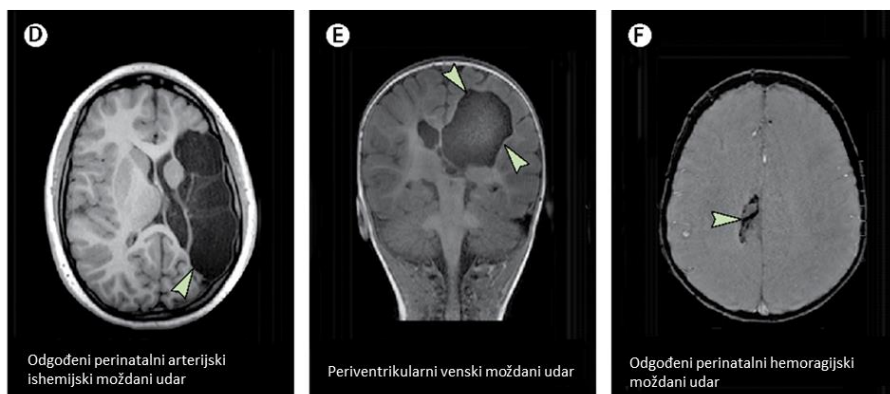 D
E
F
Odgođeni perinatalni arterijski
ishemijski moždani udar
Periventrikularni venski moždani udar
Odgođeni perinatalni hemoragijski
moždani udar